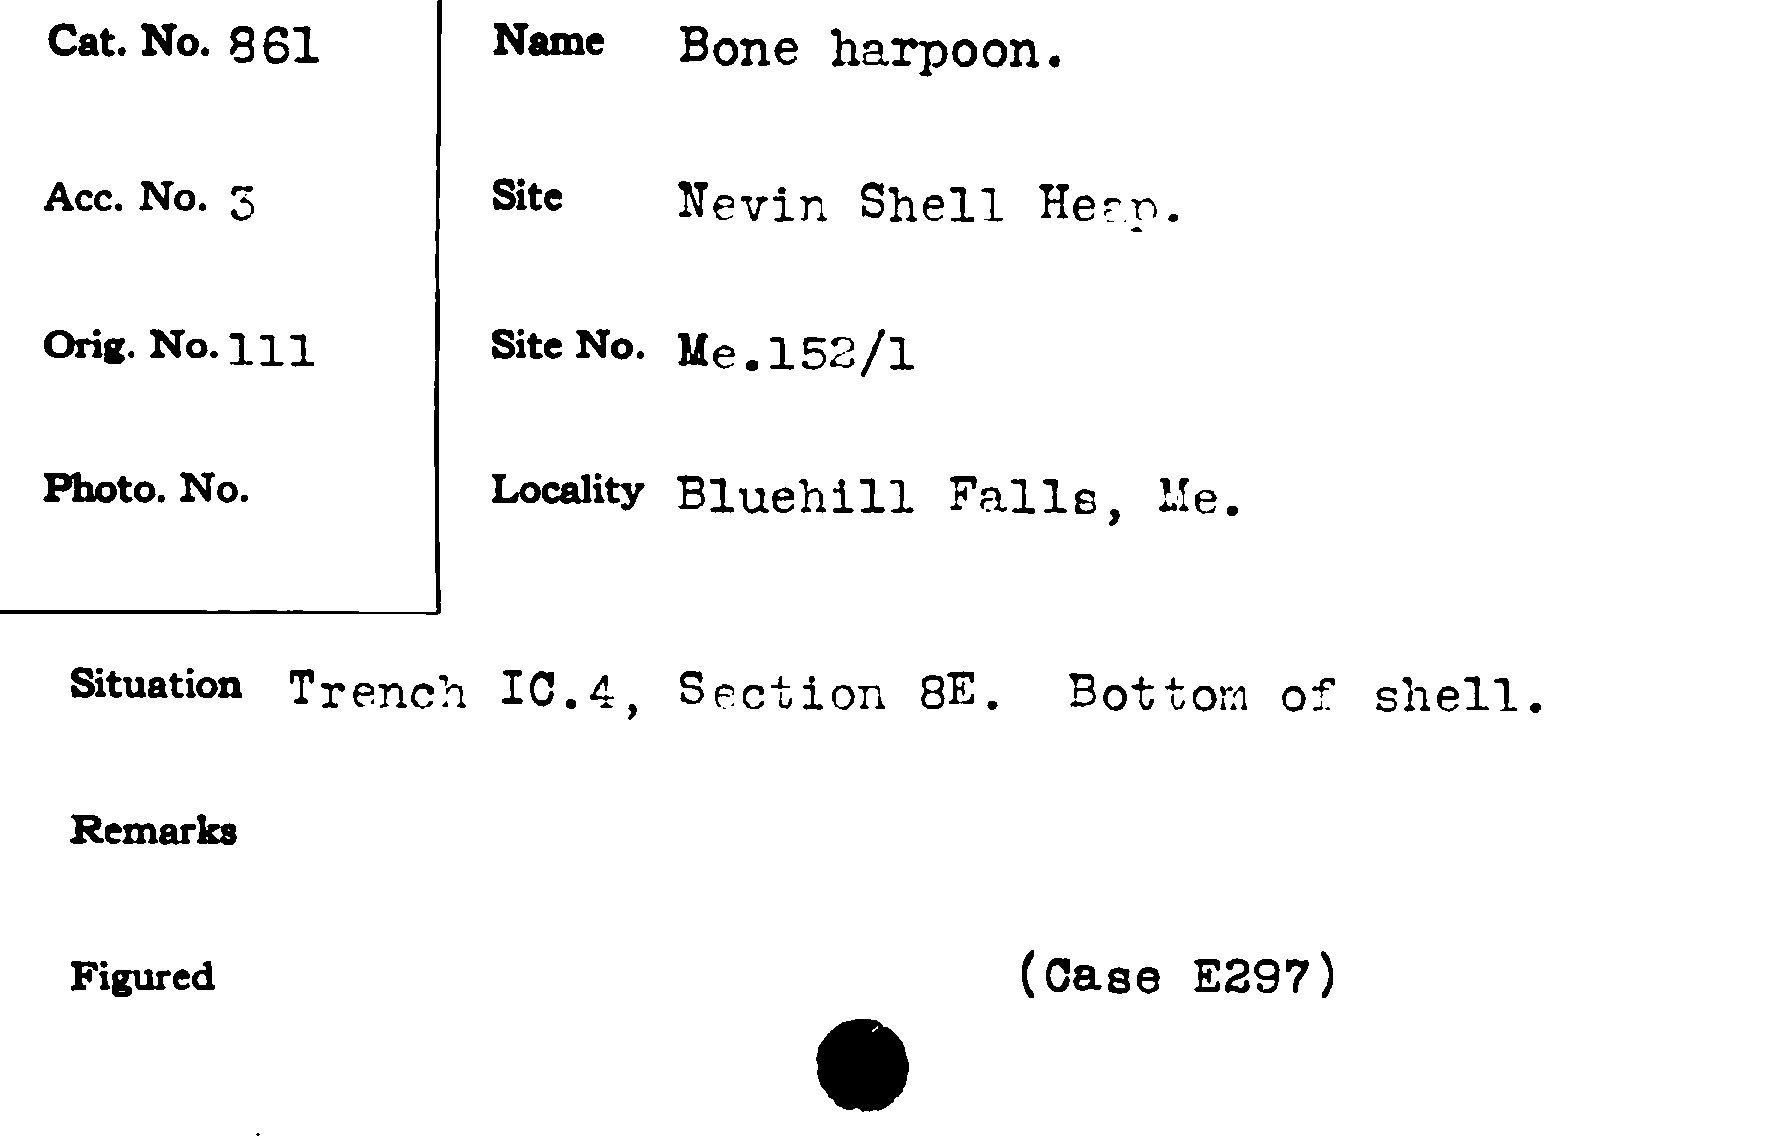 Cat. No. 861 Name Bone harpoon.
Acc. No. 3 Site Nevin Shell Heap.
Orig. No. 111 Site No. Me.152/1
Photo. No. Locality Bluehill Falls, Me.
Situation Trench IC.4, Section 8E. Bottom of shell.
Remarks
Figured (Case E297)